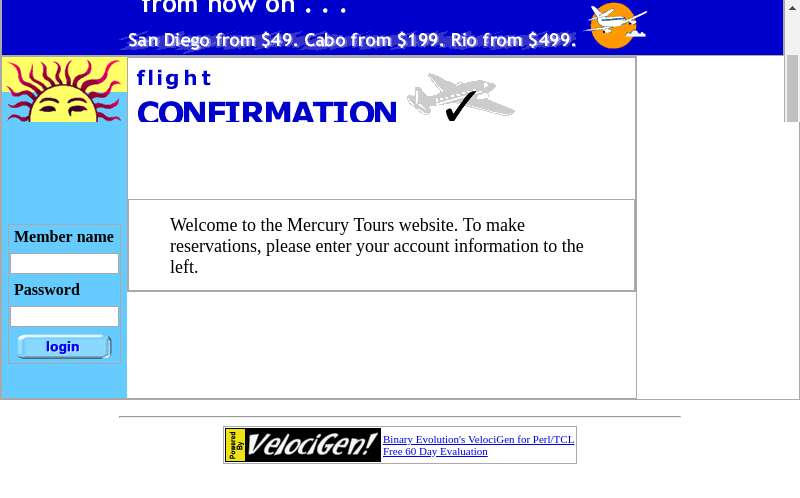 from now on . . .
San Diego from $49. Cabo from $199. Rio from $499.
flight
CONFIRMATION
Welcome to the Mercury Tours website. To make
reservations, please enter your account information to the
left.
Member name
Password
login
Powered
By
VelociGen!
Binary Evolution's VelociGen for Perl/TCL
Free 60 Day Evaluation